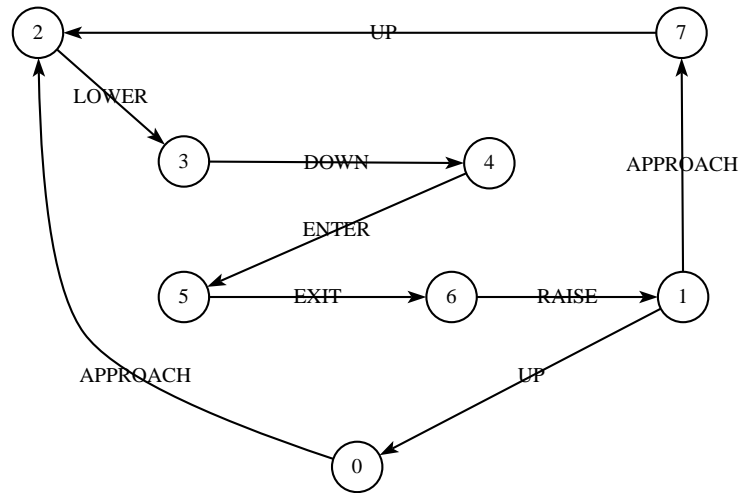 2
UP
7
LOWER
3
DOWN
4
APPROACH
ENTER
5
EXIT
6
RAISE
1
APPROACH
UP
0